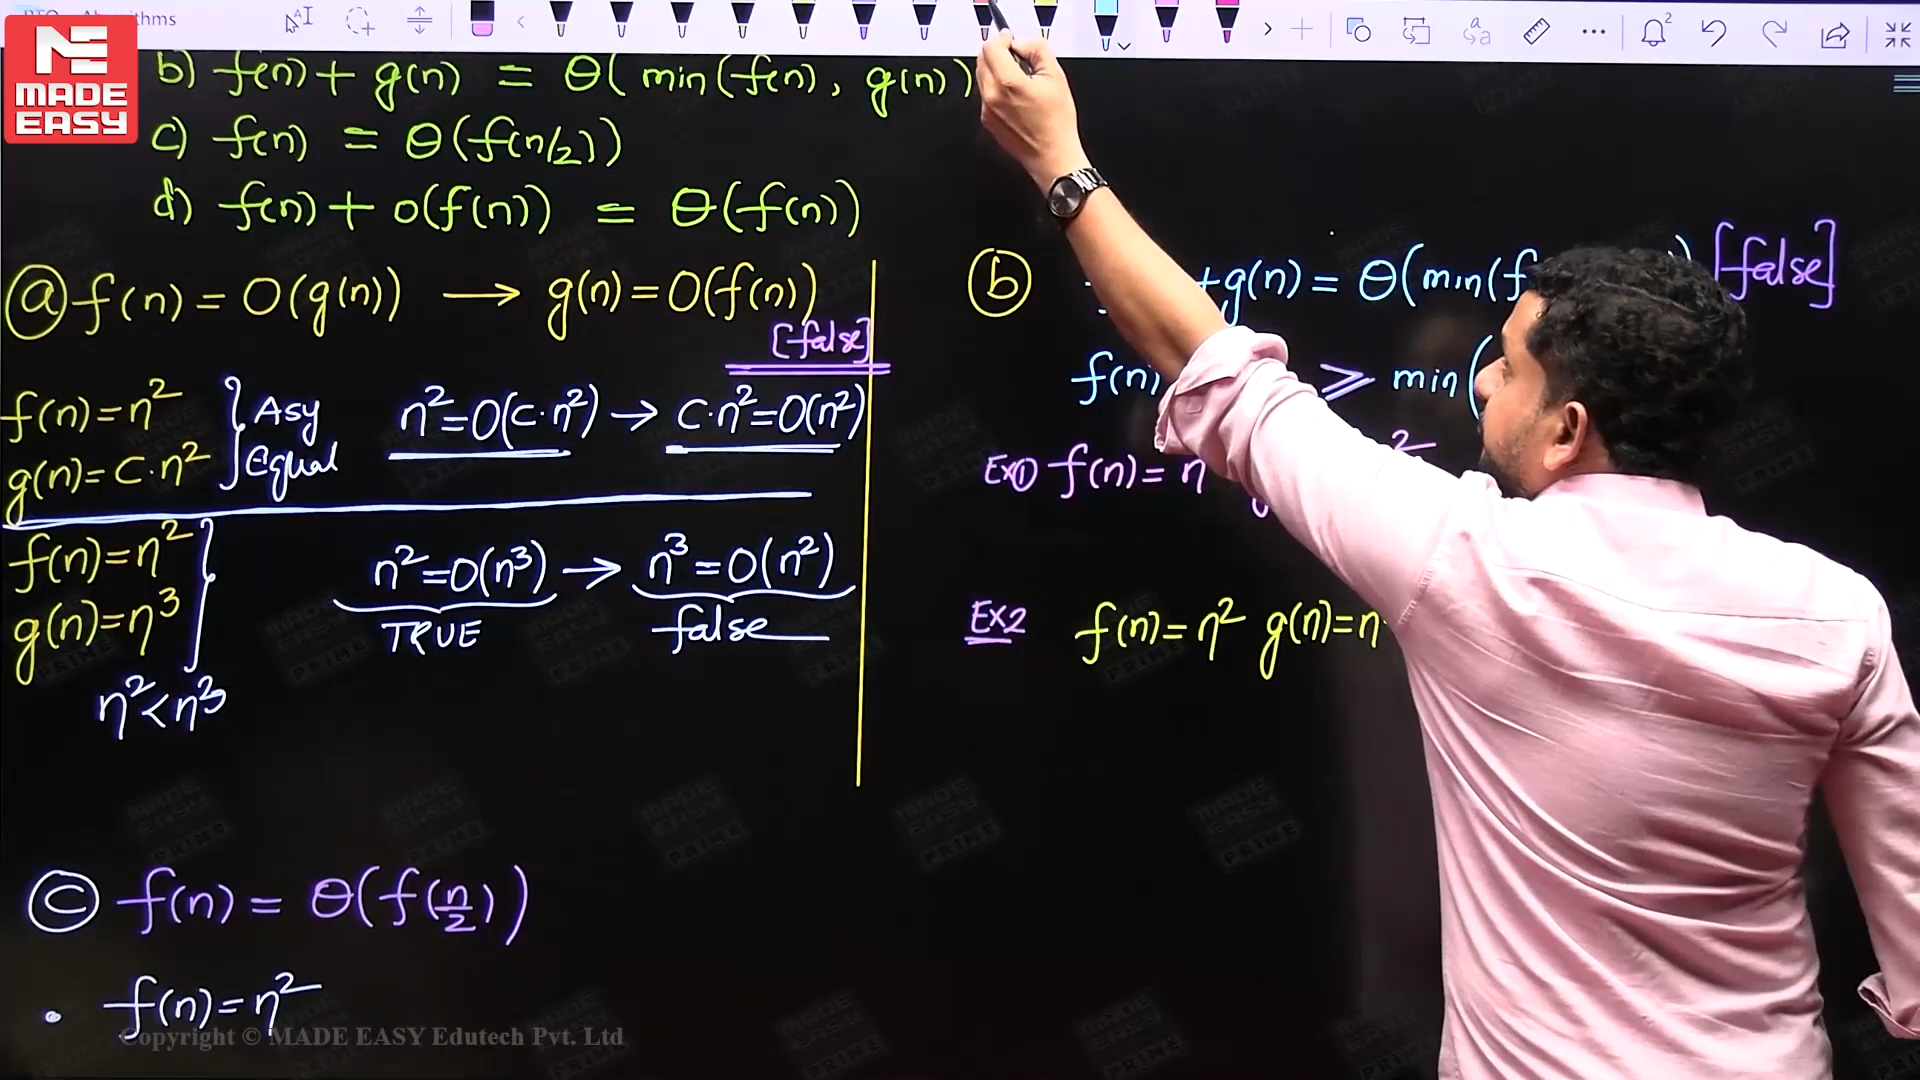 MADE
EASY
b) f(n) + g(n) = θ( min(f(n), g(n))
c) f(n) = θ(f(n/2))
d) f(n) + o(f(n)) = θ(f(n))
ⓐ f(n) = O(g(n)) → g(n) = O(f(n))
[false]
f(n) = n²
g(n) = C·n²
Asy
Equal
n² = O(C·n²) → C·n² = O(n²)
f(n) = n²
g(n) = n³
n² = O(n³) → n³ = O(n²)
TRUE
false
n² < n³
ⓒ f(n) = θ(f(n/2))
• f(n) = n²
ⓑ +g(n) = θ(min(f [false]
f(n) ≥ min(
Ex① f(n) = n
Ex2 f(n) = n² g(n) = n
Copyright © MADE EASY Edutech Pvt. Ltd